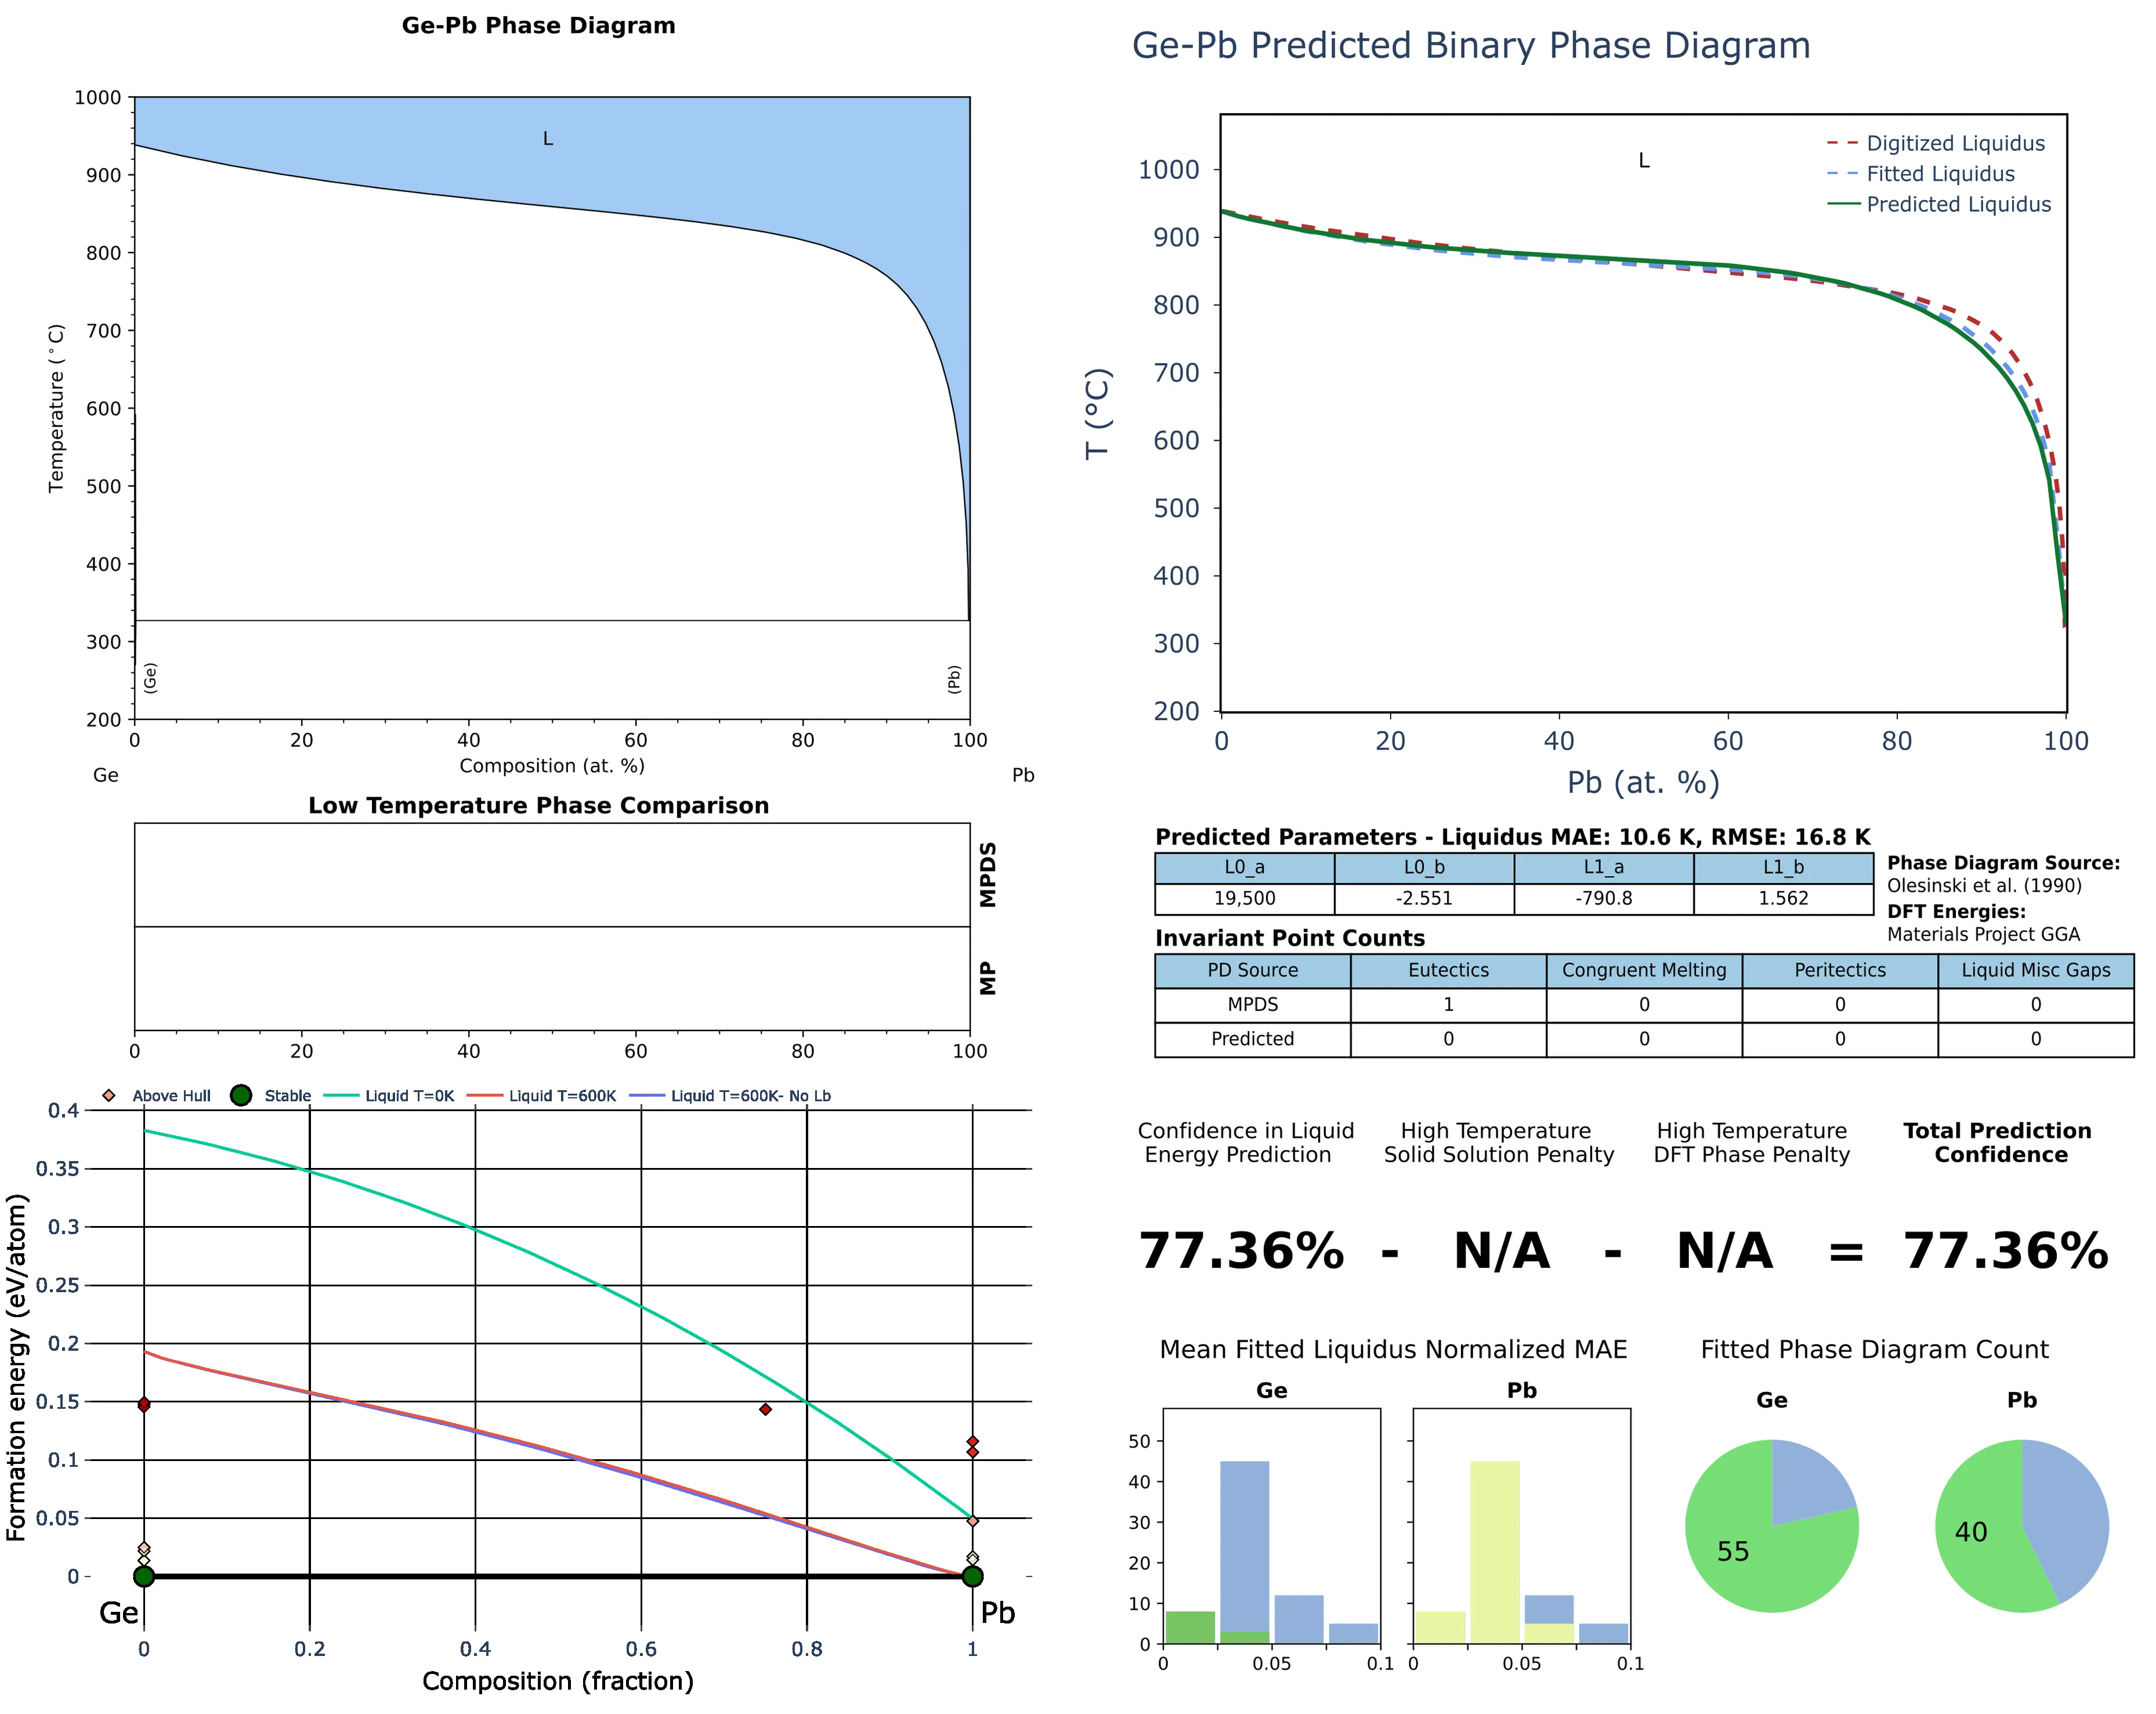 Ge-Pb Phase Diagram
1000
900
800
700
600
500
400
300
200
Temperature (°C)
L
(Ge)
(Pb)
0 20 40 60 80 100
Composition (at. %)
Ge Pb
Low Temperature Phase Comparison
MPDS
MP
0 20 40 60 80 100
Above Hull Stable Liquid T=0K Liquid T=600K Liquid T=600K- No Lb
0.4
0.35
0.3
0.25
0.2
0.15
0.1
0.05
0
Formation energy (eV/atom)
Ge Pb
0 0.2 0.4 0.6 0.8 1
Composition (fraction)
Ge-Pb Predicted Binary Phase Diagram
L
Digitized Liquidus
Fitted Liquidus
Predicted Liquidus
1000
900
800
700
600
500
400
300
200
T (°C)
0 20 40 60 80 100
Pb (at. %)
Predicted Parameters - Liquidus MAE: 10.6 K, RMSE: 16.8 K
L0_a L0_b L1_a L1_b
19,500 -2.551 -790.8 1.562
Phase Diagram Source:
Olesinski et al. (1990)
DFT Energies:
Materials Project GGA
Invariant Point Counts
PD Source Eutectics Congruent Melting Peritectics Liquid Misc Gaps
MPDS 1 0 0 0
Predicted 0 0 0 0
Confidence in Liquid
Energy Prediction
High Temperature
Solid Solution Penalty
High Temperature
DFT Phase Penalty
Total Prediction
Confidence
77.36% - N/A - N/A = 77.36%
Mean Fitted Liquidus Normalized MAE
Ge Pb
50
40
30
20
10
0
0 0.05 0.1 0 0.05 0.1
Fitted Phase Diagram Count
Ge Pb
55 40